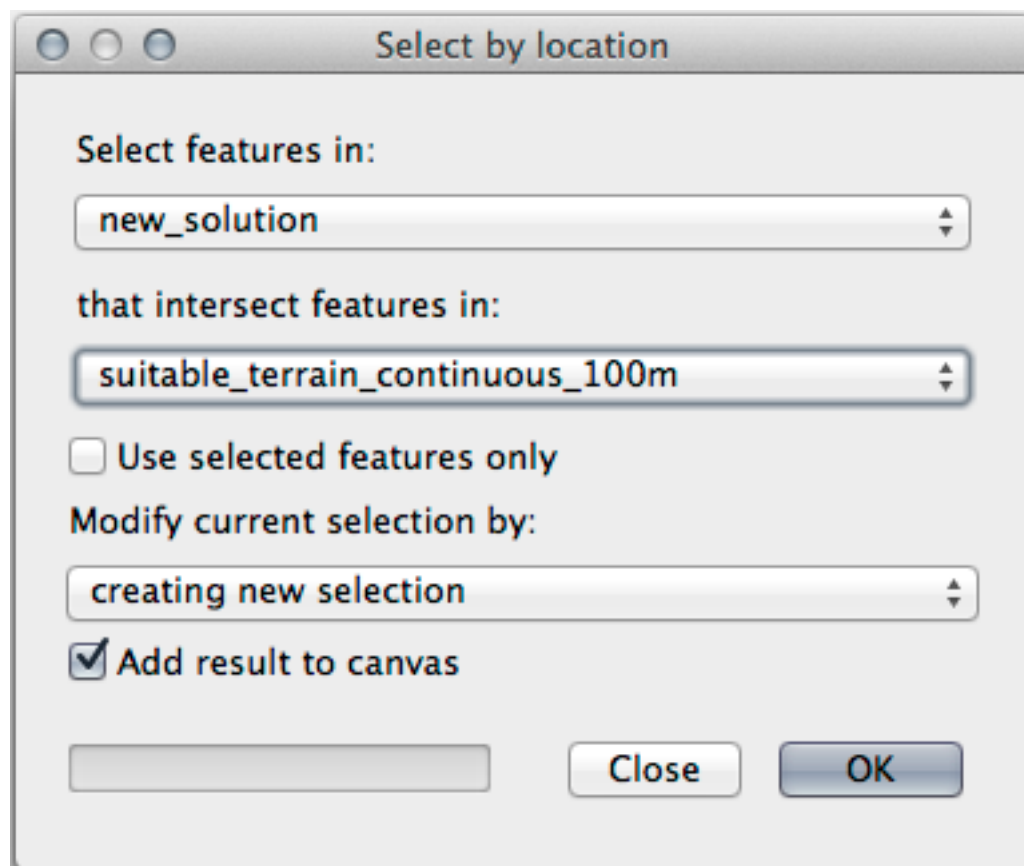 Select by location
Select features in:
new_solution
that intersect features in:
suitable_terrain_continuous_100m
Use selected features only
Modify current selection by:
creating new selection
Add result to canvas
Close
OK